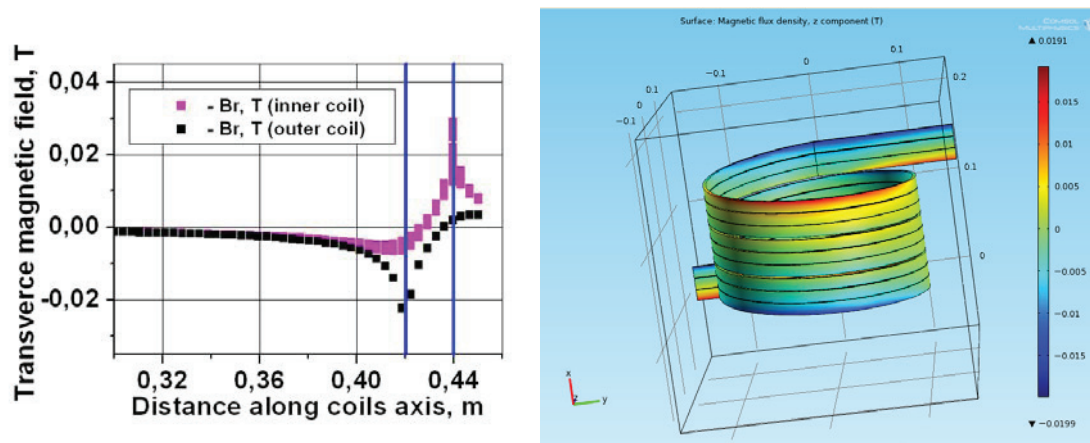 Transverce magnetic field, T
0,04
0,02
0,00
-0,02
- Br, T (inner coil)
- Br, T (outer coil)
0,32
0,36
0,40
0,44
Distance along coils axis, m
Surface: Magnetic flux density, z component (T)
COMSOL
MULTIPHYSICS
▲ 0.0191
0.015
0.01
0.005
0
−0.005
−0.01
−0.015
▼ −0.0199
0.1
0
−0.1
−0.1
0
0.1
0.2
0.1
0
x
z
y